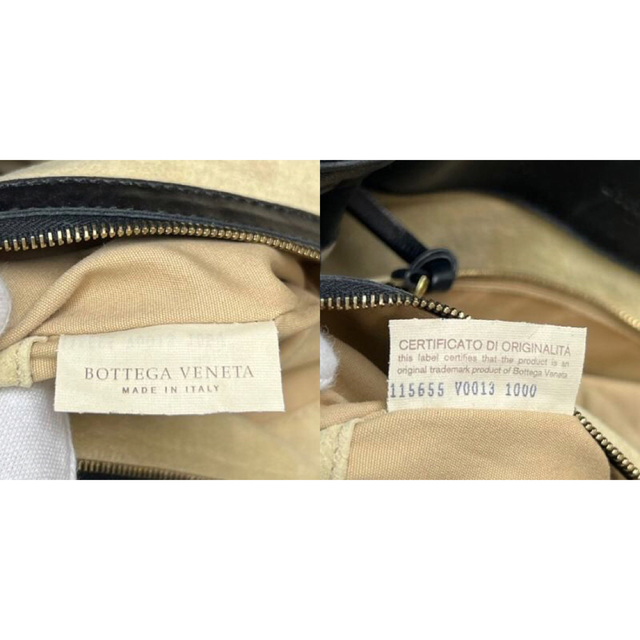 BOTTEGA VENETA
MADE IN ITALY
CERTIFICATO DI ORIGINALITÀ
this label certifies that the product is an
original trademark product of Bottega Veneta
115655 V0013 1000